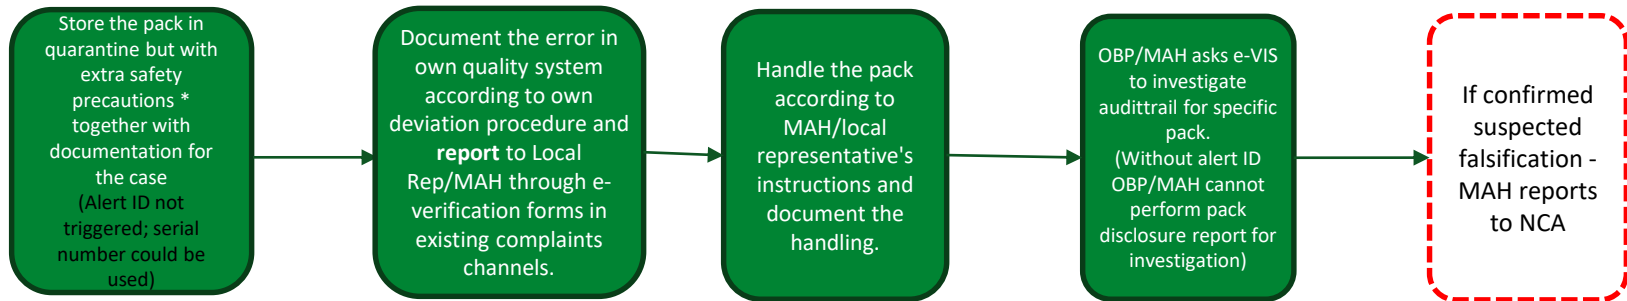 Store the pack in
quarantine but with
extra safety
precautions *
together with
documentation for
the case
(Alert ID not
triggered; serial
number could be
used)
Document the error in
own quality system
according to own
deviation procedure and
report to Local
Rep/MAH through e-
verification forms in
existing complaints
channels.
Handle the pack
according to
MAH/local
representative's
instructions and
document the
handling.
OBP/MAH asks e-VIS
to investigate
audittrail for specific
pack.
(Without alert ID
OBP/MAH cannot
perform pack
disclosure report for
investigation)
If confirmed
suspected
falsification -
MAH reports
to NCA